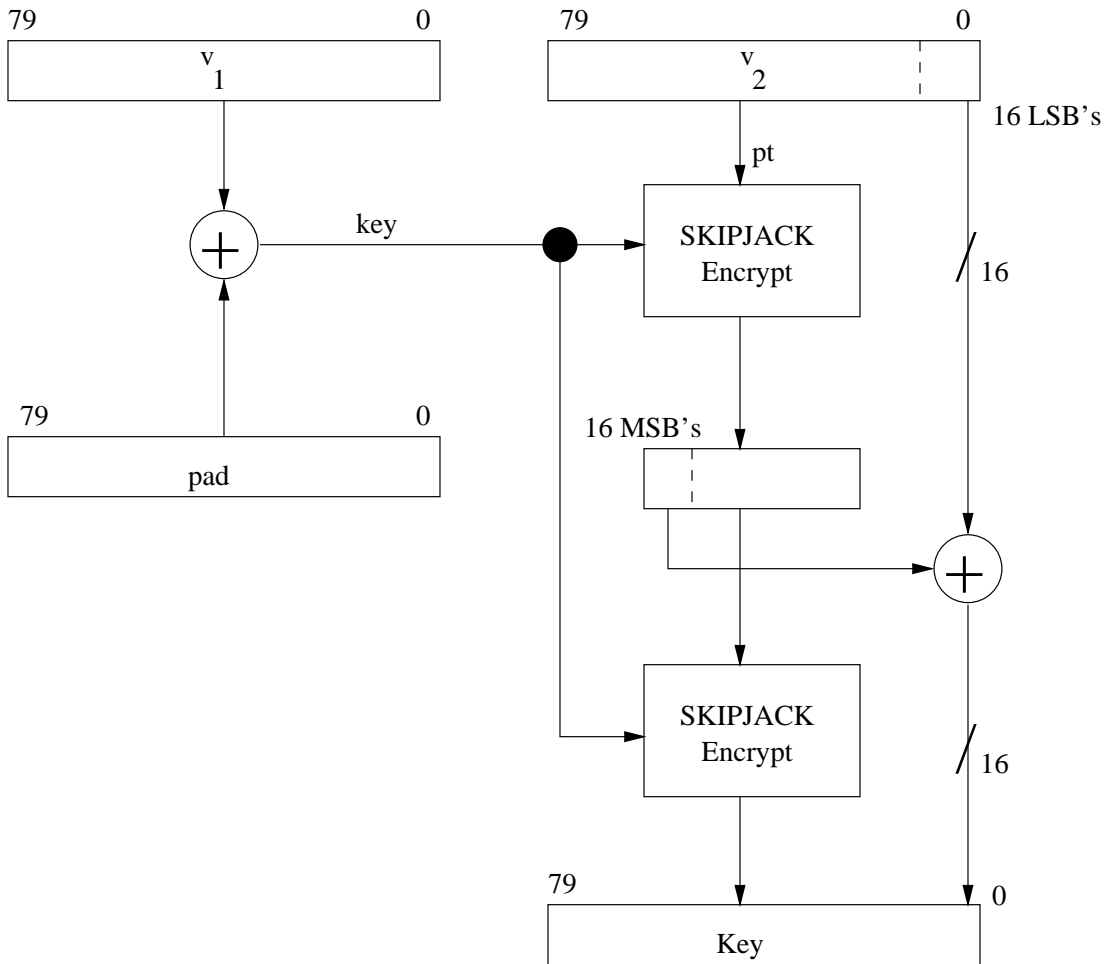 79 0 79 0
v
1
v
2
16 LSB's
pt
key
SKIPJACK
Encrypt
16
79 0
16 MSB's
pad
SKIPJACK
Encrypt
16
79 0
Key